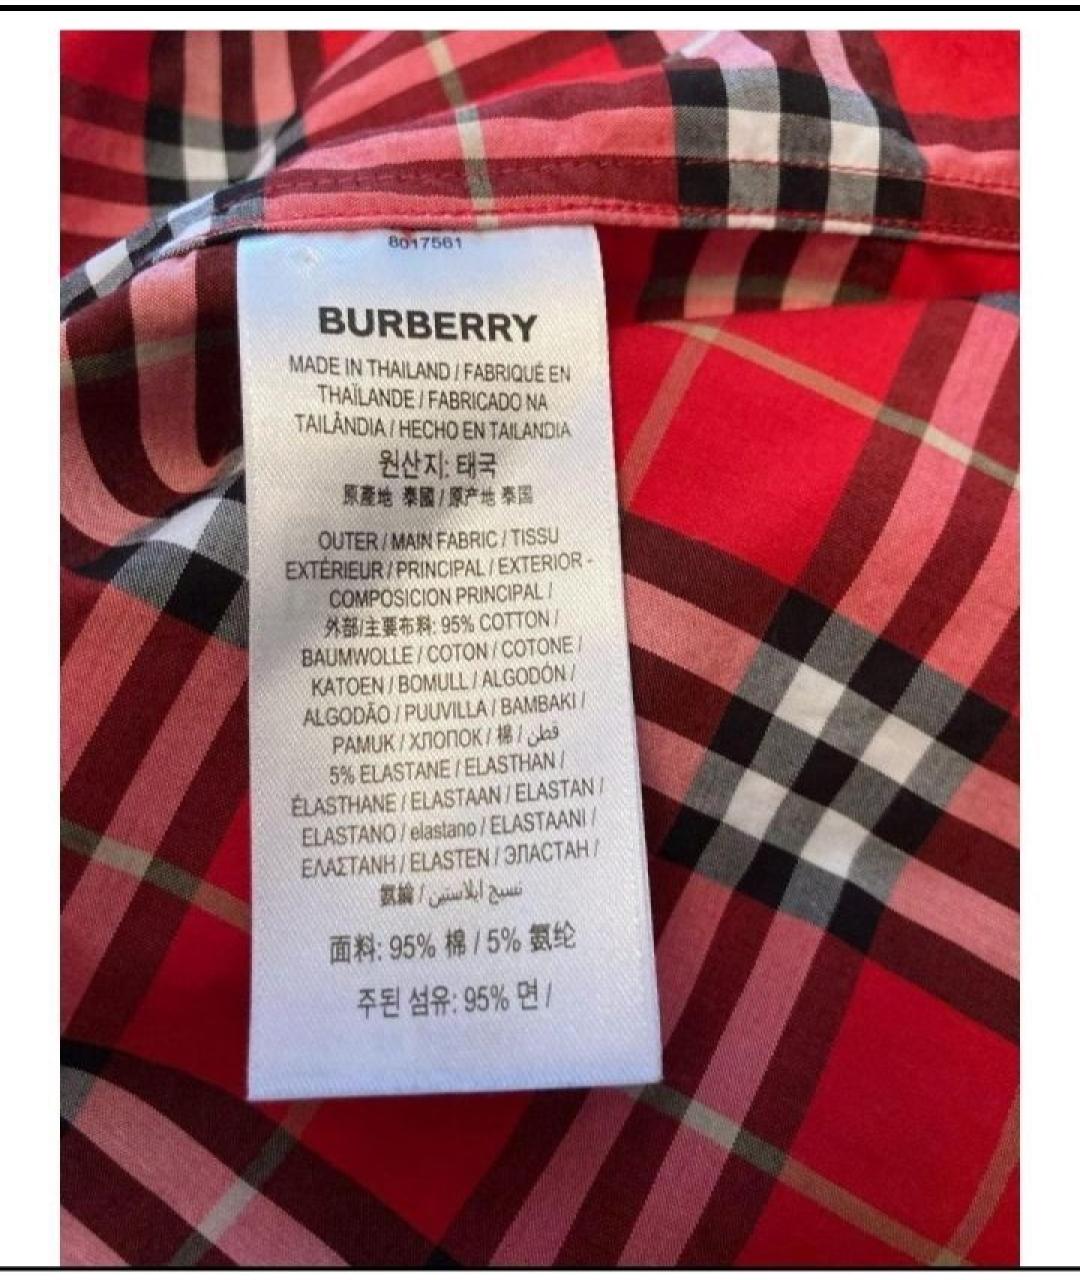 8017561
BURBERRY
MADE IN THAILAND / FABRIQUÉ EN
THAÏLANDE / FABRICADO NA
TAILÂNDIA / HECHO EN TAILANDIA
원산지: 태국
原產地 泰國 / 原产地 泰国
OUTER / MAIN FABRIC / TISSU
EXTÉRIEUR / PRINCIPAL / EXTERIOR -
COMPOSICION PRINCIPAL /
外部/主要布料: 95% COTTON /
BAUMWOLLE / COTON / COTONE /
KATOEN / BOMULL / ALGODÓN /
ALGODÃO / PUUVILLA / BAMBAKI /
PAMUK / ХЛОПОК / 棉 / قطن
5% ELASTANE / ELASTHAN /
ÉLASTHANE / ELASTAAN / ELASTAN /
ELASTANO / elastano / ELASTAANI /
ΕΛΑΣΤΑΝΗ / ELASTEN / ЭЛАСТАН /
氨綸 / نسيج ايلاستين
面料: 95% 棉 / 5% 氨纶
주된 섬유: 95% 면 /